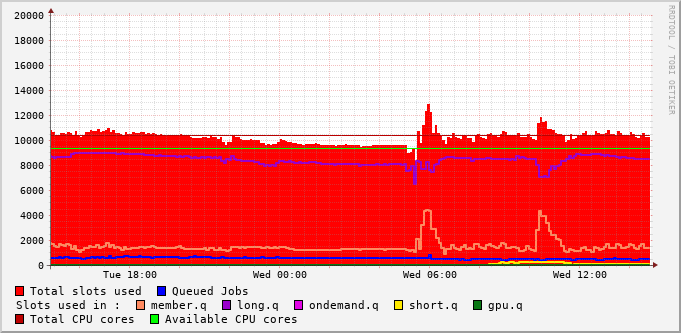 RRDTOOL / TOBI OETIKER
20000
18000
16000
14000
12000
10000
8000
6000
4000
2000
0
Tue 18:00 Wed 00:00 Wed 06:00 Wed 12:00
Total slots used Queued Jobs
Slots used in : member.q long.q ondemand.q short.q gpu.q
Total CPU cores Available CPU cores